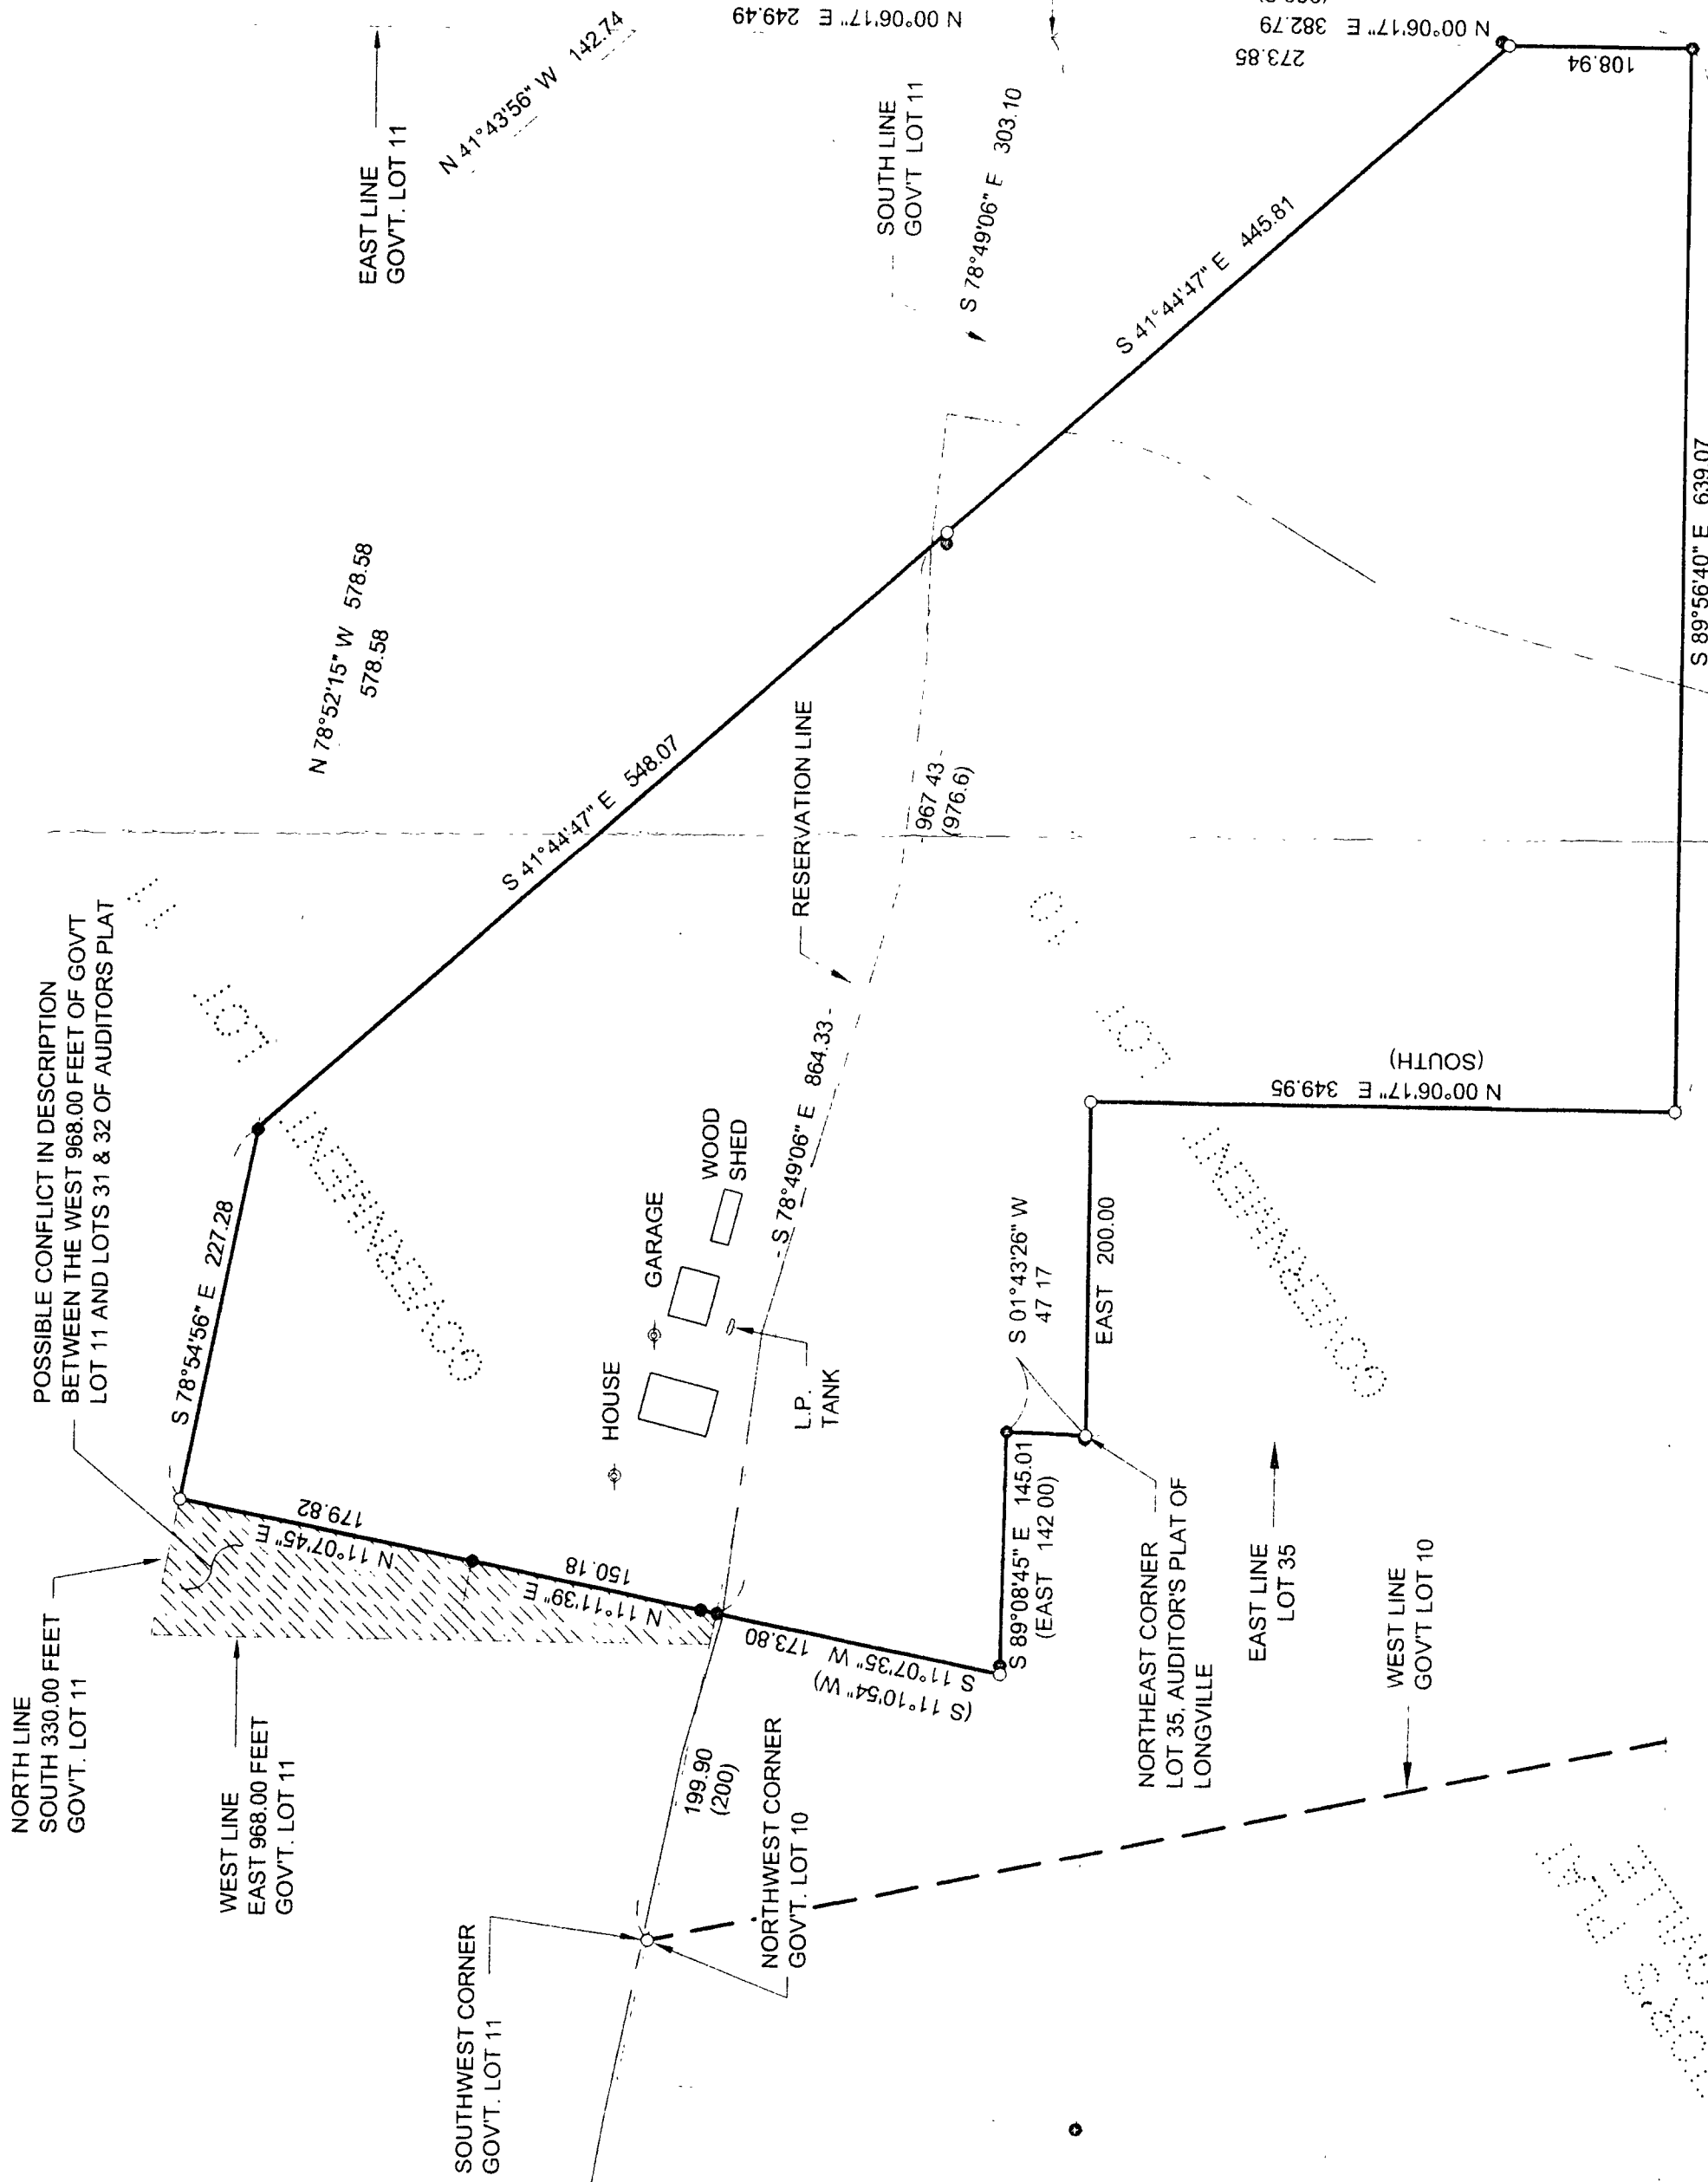 NORTH LINE
SOUTH 330.00 FEET
GOV'T. LOT 11
WEST LINE
EAST 968.00 FEET
GOV'T. LOT 11
SOUTHWEST CORNER
GOV'T. LOT 11
NORTHWEST CORNER
GOV'T. LOT 10
199.90
(200)
POSSIBLE CONFLICT IN DESCRIPTION
BETWEEN THE WEST 968.00 FEET OF GOV'T
LOT 11 AND LOTS 31 & 32 OF AUDITORS PLAT
S 78°54'56" E 227.28
179.82
N 11°07'45" E
150.18
N 11°11'39" E
173.80
S 11°07'35" W
(S 11°10'54" W)
S 89°08'45" E 145.01
(EAST 142 00)
S 01°43'26" W
47 17
EAST 200.00
NORTHEAST CORNER
LOT 35, AUDITOR'S PLAT OF
LONGVILLE
EAST LINE
LOT 35
WEST LINE
GOV'T LOT 10
HOUSE
GARAGE
WOOD
SHED
L.P.
TANK
S 78°49'06" E 864.33
RESERVATION LINE
967 43
(976.6)
GOVERNMENT LOT 11
GOVERNMENT LOT 10
N 00°06'17" E 349.95
(SOUTH)
S 41°44'47" E 548.07
N 78°52'15" W 578.58
578.58
EAST LINE
GOV'T. LOT 11
N 41°43'56" W 142.74
N 00°06'17" E 249.49
SOUTH LINE
GOV'T LOT 11
S 78°49'06" E 303.10
S 41°44'47" E 445.81
N 00°06'17" E 382.79
273.85
108.94
S 89°56'40" E 639.07
PLAT